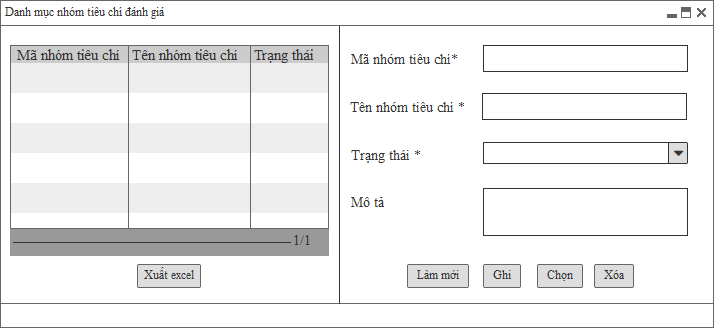 Danh mục nhóm tiêu chí đánh giá
Mã nhóm tiêu chí Tên nhóm tiêu chí Trạng thái
1/1
Xuất excel
Mã nhóm tiêu chí*
Tên nhóm tiêu chí *
Trạng thái *
Mô tả
Làm mới Ghi Chọn Xóa